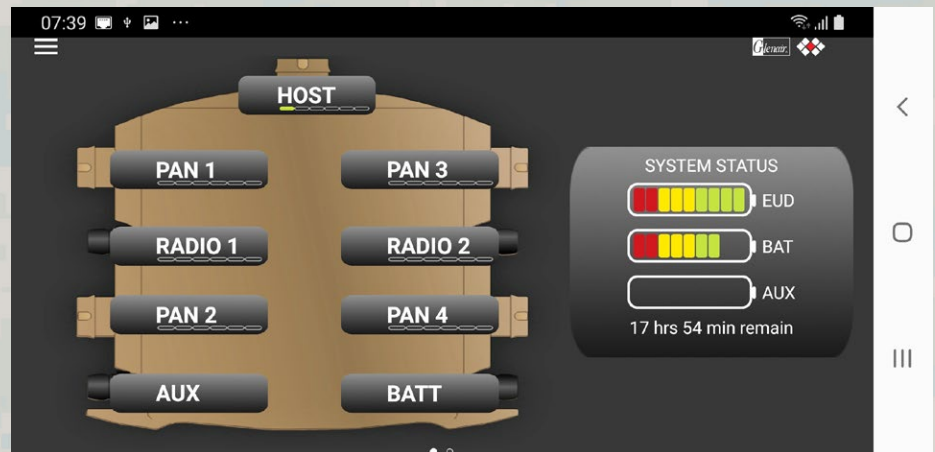 07:39
Glenair.
HOST
PAN 1
PAN 3
RADIO 1
RADIO 2
PAN 2
PAN 4
AUX
BATT
SYSTEM STATUS
EUD
BAT
AUX
17 hrs 54 min remain